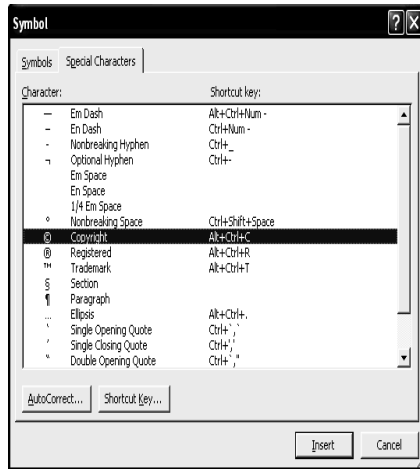 Symbol
Symbols Special Characters
Character: Shortcut key:
— Em Dash Alt+Ctrl+Num -
– En Dash Ctrl+Num -
- Nonbreaking Hyphen Ctrl+_
¬ Optional Hyphen Ctrl+-
Em Space
En Space
1/4 Em Space
° Nonbreaking Space Ctrl+Shift+Space
© Copyright Alt+Ctrl+C
® Registered Alt+Ctrl+R
™ Trademark Alt+Ctrl+T
§ Section
¶ Paragraph
... Ellipsis Alt+Ctrl+.
‘ Single Opening Quote Ctrl+`,`
’ Single Closing Quote Ctrl+','
“ Double Opening Quote Ctrl+`,"
AutoCorrect... Shortcut Key...
Insert Cancel